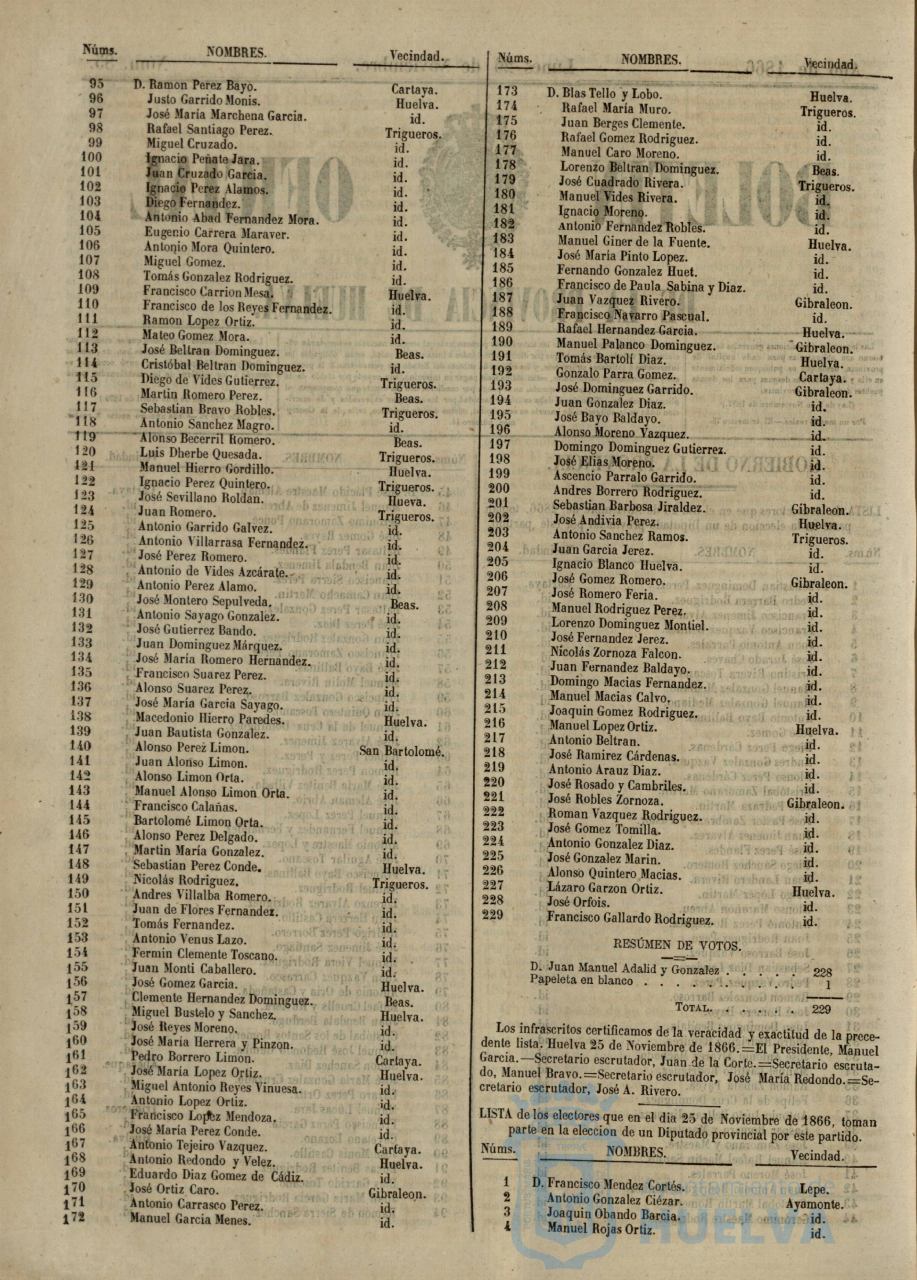 Núms. NOMBRES. Vecindad.
95 D. Ramon Perez Bayo. Cartaya.
96 Justo Garrido Monis. Huelva.
97 José María Marchena Garcia. id.
98 Rafael Santiago Perez. Trigueros.
99 Miguel Cruzado. id.
100 Ignacio Peñate Jara. id.
101 Juan Cruzado Garcia. id.
102 Ignacio Perez Alamos. id.
103 Diego Fernandez. id.
104 Antonio Abad Fernandez Mora. id.
105 Eugenio Carrera Maraver. id.
106 Antonio Mora Quintero. id.
107 Miguel Gomez. id.
108 Tomás Gonzalez Rodriguez. id.
109 Francisco Carrion Mesa. Huelva.
110 Francisco de los Reyes Fernandez. id.
111 Ramon Lopez Ortiz. id.
112 Mateo Gomez Mora. id.
113 José Beltran Dominguez. Beas.
114 Cristóbal Beltran Dominguez. id.
115 Diego de Vides Gutierrez. Trigueros.
116 Martin Romero Perez. Beas.
117 Sebastian Bravo Robles. Trigueros.
118 Antonio Sanchez Magro. id.
119 Alonso Becerril Romero. Beas.
120 Luis Dherbe Quesada. Trigueros.
121 Manuel Hierro Gordillo. Huelva.
122 Ignacio Perez Quintero. Trigueros.
123 José Sevillano Roldan. Hueva.
124 Juan Romero. Trigueros.
125 Antonio Garrido Galvez. id.
126 Antonio Villarrasa Fernandez. id.
127 José Perez Romero. id.
128 Antonio de Vides Azcárate. id.
129 Antonio Perez Alamo. id.
130 José Montero Sepulveda. Beas.
131 Antonio Sayago Gonzalez. id.
132 José Gutierrez Bando. id.
133 Juan Dominguez Márquez. id.
134 José María Romero Hernandez. id.
135 Francisco Suarez Perez. id.
136 Alonso Suarez Perez. id.
137 José María Garcia Sayago. id.
138 Macedonio Hierro Paredes. Huelva.
139 Juan Bautista Gonzalez. id.
140 Alonso Perez Limon. San Bartolomé.
141 Juan Alonso Limon. id.
142 Alonso Limon Orta. id.
143 Manuel Alonso Limon Orta. id.
144 Francisco Calañas. id.
145 Bartolomé Limon Orta. id.
146 Alonso Perez Delgado. id.
147 Martin María Gonzalez. id.
148 Sebastian Perez Conde. Huelva.
149 Nicolás Rodriguez. Trigueros.
150 Andres Villalba Romero. id.
151 Juan de Flores Fernandez. id.
152 Tomás Fernandez. id.
153 Antonio Venus Lazo. id.
154 Fermin Clemente Toscano. id.
155 Juan Monti Caballero. id.
156 José Gomez Garcia. Huelva.
157 Clemente Hernandez Dominguez. Beas.
158 Miguel Bustelo y Sanchez. Huelva.
159 José Reyes Moreno. id.
160 José María Herrera y Pinzon. id.
161 Pedro Borrero Limon. Cartaya.
162 José María Lopez Ortiz. Huelva.
163 Miguel Antonio Reyes Vinuesa. id.
164 Antonio Lopez Ortiz. id.
165 Francisco Lopez Mendoza. id.
166 José María Perez Conde. id.
167 Antonio Tejeiro Vazquez. Cartaya.
168 Antonio Redondo y Velez. Huelva.
169 Eduardo Diaz Gomez de Cádiz. id.
170 José Ortiz Caro. Gibraleon.
171 Antonio Carrasco Perez. id.
172 Manuel Garcia Menes. id.
Núms. NOMBRES. Vecindad.
173 D. Blas Tello y Lobo. Huelva.
174 Rafael María Muro. Trigueros.
175 Juan Berges Clemente. id.
176 Rafael Gomez Rodriguez. id.
177 Manuel Caro Moreno. id.
178 Lorenzo Beltran Dominguez. Beas.
179 José Cuadrado Rivera. Trigueros.
180 Manuel Vides Rivera. id.
181 Ignacio Moreno. id.
182 Antonio Fernandez Robles. id.
183 Manuel Giner de la Fuente. Huelva.
184 José María Pinto Lopez. id.
185 Fernando Gonzalez Huet. id.
186 Francisco de Paula Sabina y Diaz. id.
187 Juan Vazquez Rivero. Gibraleon.
188 Francisco Navarro Pascual. id.
189 Rafael Hernandez Garcia. Huelva.
190 Manuel Palanco Dominguez. Gibraleon.
191 Tomás Bartolí Diaz. Huelva.
192 Gonzalo Parra Gomez. Cartaya.
193 José Dominguez Garrido. Gibraleon.
194 Juan Gonzalez Diaz. id.
195 José Bayo Baldayo. id.
196 Alonso Moreno Vazquez. id.
197 Domingo Dominguez Gutierrez. id.
198 José Elias Moreno. id.
199 Ascencio Parralo Garrido. id.
200 Andres Borrero Rodriguez. id.
201 Sebastian Barbosa Jiraldez. Gibraleon.
202 José Andivia Perez. Huelva.
203 Antonio Sanchez Ramos. Trigueros.
204 Juan Garcia Jerez. id.
205 Ignacio Blanco Huelva. id.
206 José Gomez Romero. Gibraleon.
207 José Romero Feria. id.
208 Manuel Rodriguez Perez. id.
209 Lorenzo Dominguez Montiel. id.
210 José Fernandez Jerez. id.
211 Nicolás Zornoza Falcon. id.
212 Juan Fernandez Baldayo. id.
213 Domingo Macias Fernandez. id.
214 Manuel Macias Calvo. id.
215 Joaquin Gomez Rodriguez. id.
216 Manuel Lopez Ortiz. Huelva.
217 Antonio Beltran. id.
218 José Ramirez Cárdenas. id.
219 Antonio Arauz Diaz. id.
220 José Rosado y Cambriles. id.
221 José Robles Zornoza. Gibraleon.
222 Roman Vazquez Rodriguez. id.
223 José Gomez Tomilla. id.
224 Antonio Gonzalez Diaz. id.
225 José Gonzalez Marin. id.
226 Alonso Quintero Macias. id.
227 Lázaro Garzon Ortiz. Huelva.
228 José Orfois. id.
229 Francisco Gallardo Rodriguez. id.
RESÚMEN DE VOTOS.
D. Juan Manuel Adalid y Gonzalez . . . . . 228
Papeleta en blanco . . . . . . . . . . 1
TOTAL. . . . . . 229
Los infrascritos certificamos de la veracidad y exactitud de la prece-
dente lista. Huelva 25 de Noviembre de 1866.=El Presidente, Manuel
Garcia.—Secretario escrutador, Juan de la Corte.=Secretario escruta-
do, Manuel Bravo.=Secretario escrutador, José María Redondo.=Se-
cretario escrutador, José A. Rivero.
LISTA de los electores que en el dia 25 de Noviembre de 1866, toman
parte en la eleccion de un Diputado provincial por este partido.
Núms. NOMBRES. Vecindad.
1 D. Francisco Mendez Cortés. Lepe.
2 Antonio Gonzalez Ciézar. Ayamonte.
3 Joaquin Obando Barcia. id.
4 Manuel Rojas Ortiz. id.
HUELVA